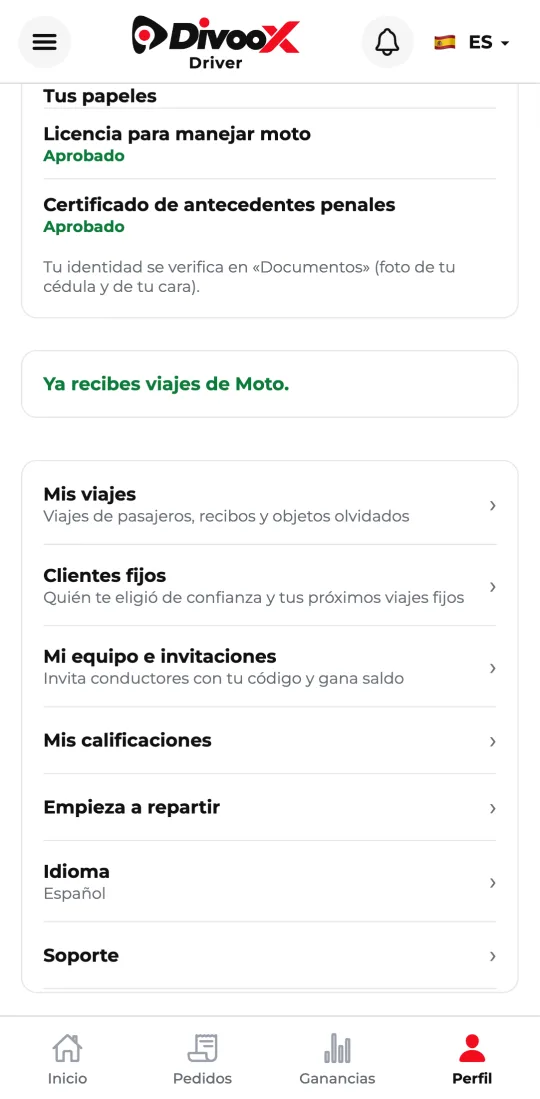 DivooX
Driver
ES
Tus papeles
Licencia para manejar moto
Aprobado
Certificado de antecedentes penales
Aprobado
Tu identidad se verifica en «Documentos» (foto de tu
cédula y de tu cara).
Ya recibes viajes de Moto.
Mis viajes
Viajes de pasajeros, recibos y objetos olvidados
Clientes fijos
Quién te eligió de confianza y tus próximos viajes fijos
Mi equipo e invitaciones
Invita conductores con tu código y gana saldo
Mis calificaciones
Empieza a repartir
Idioma
Español
Soporte
Inicio
Pedidos
Ganancias
Perfil